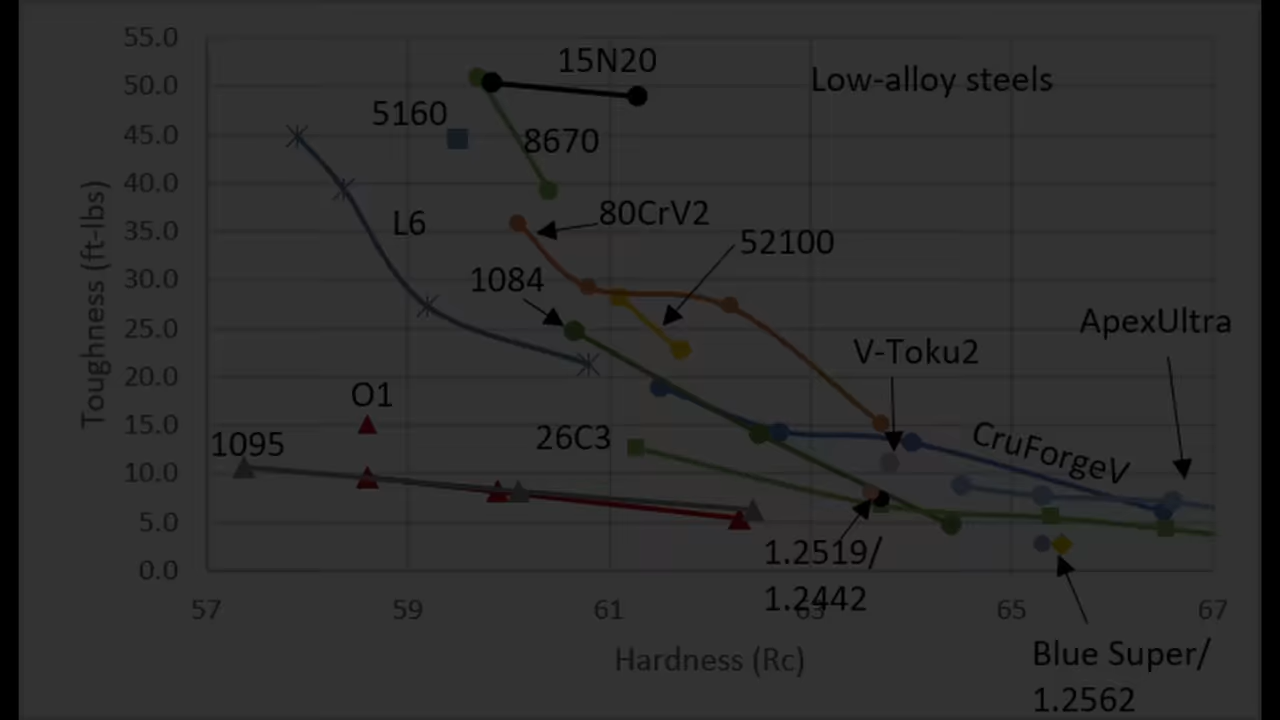 55.0
50.0
45.0
40.0
35.0
30.0
25.0
20.0
15.0
10.0
5.0
0.0
Toughness (ft-lbs)
57
59
61
63
65
67
Hardness (Rc)
Low-alloy steels
15N20
5160
8670
L6
80CrV2
52100
1084
ApexUltra
V-Toku2
O1
1095
26C3
CruForgeV
1.2519/
1.2442
Blue Super/
1.2562